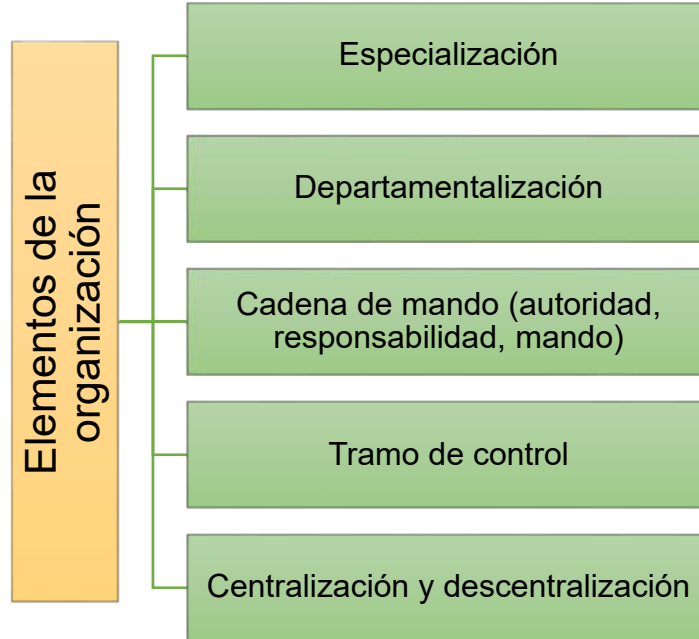 Elementos de la
organización
Especialización
Departamentalización
Cadena de mando (autoridad,
responsabilidad, mando)
Tramo de control
Centralización y descentralización